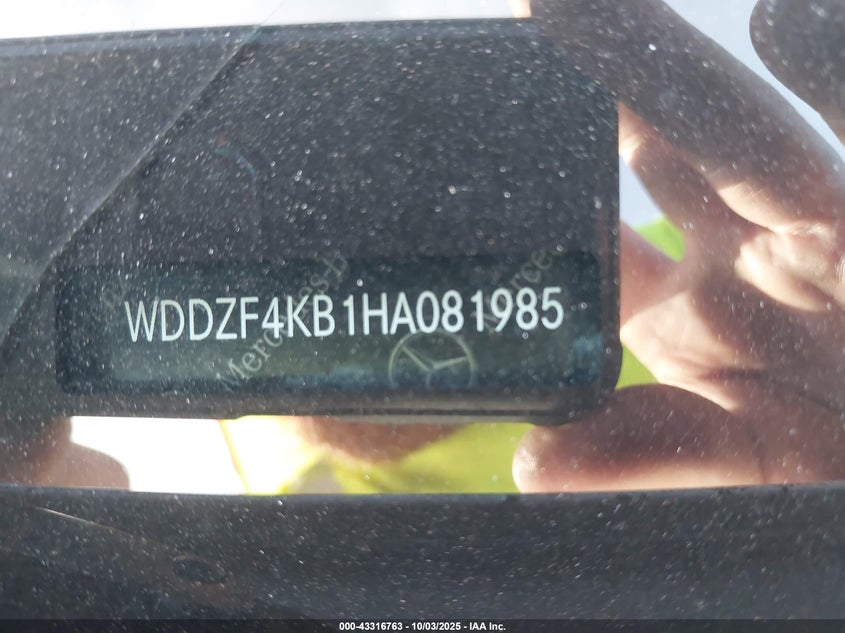 WDDZF4KB1HA081985
000-43316763 - 10/03/2025 - IAA Inc.